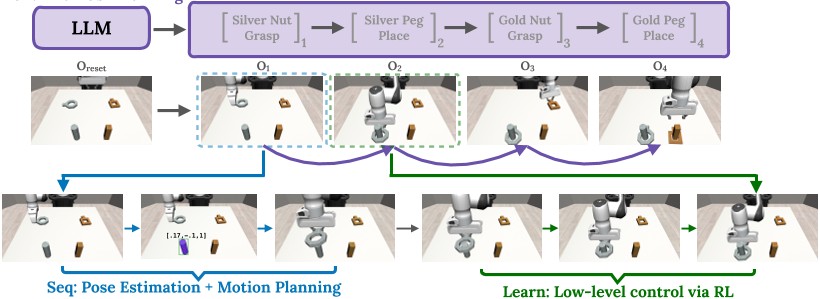 LLM
[Silver Nut Grasp]1
[Silver Peg Place]2
[Gold Nut Grasp]3
[Gold Peg Place]4
Oreset
O1
O2
O3
O4
[.17,-.1,1]
Seq: Pose Estimation + Motion Planning
Learn: Low-level control via RL